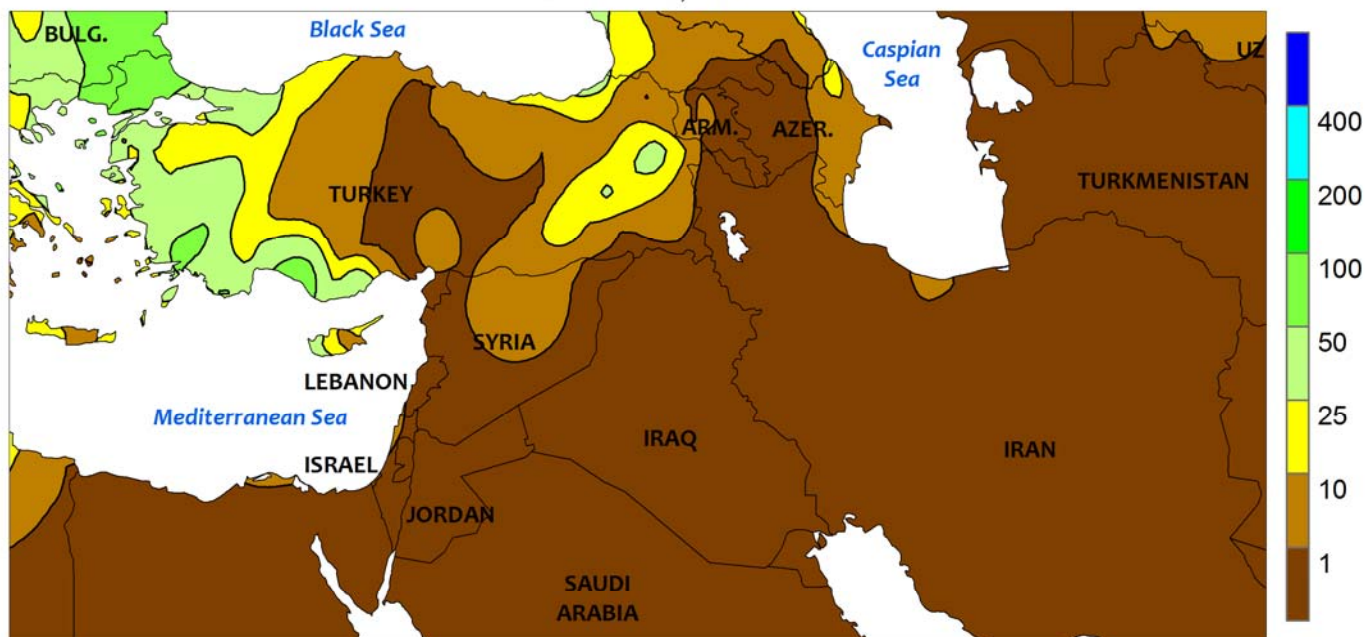 BULG.
Black Sea
Caspian
Sea
UZ
400
ARM.
AZER.
TURKEY
TURKMENISTAN
200
100
SYRIA
50
LEBANON
Mediterranean Sea
25
IRAQ
IRAN
ISRAEL
10
JORDAN
1
SAUDI
ARABIA